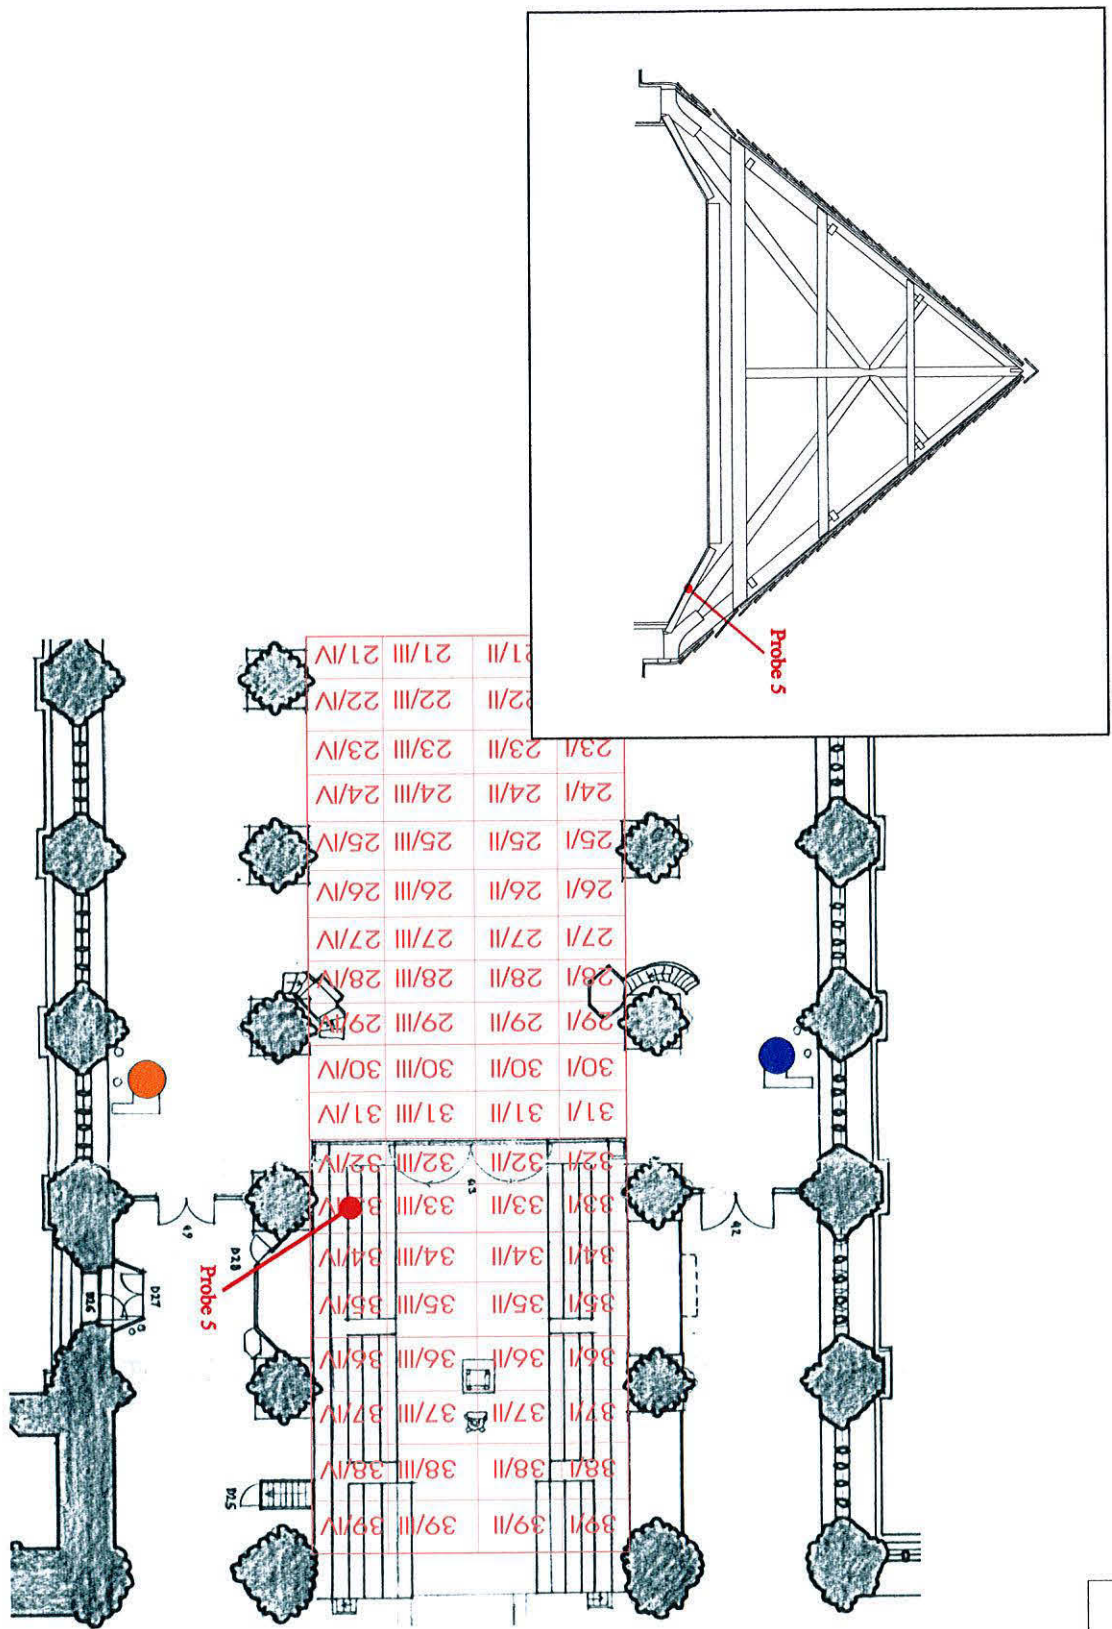 Probe 5
21/IV 21/III 21/II
22/IV 22/III 22/II
23/IV 23/III 23/II 23/I
24/IV 24/III 24/II 24/I
25/IV 25/III 25/II 25/I
26/IV 26/III 26/II 26/I
27/IV 27/III 27/II 27/I
28/IV 28/III 28/II 28/I
29/IV 29/III 29/II 29/I
30/IV 30/III 30/II 30/I
31/IV 31/III 31/II 31/I
32/IV 32/III 32/II 32/I
33/III 33/II 33/I
34/IV 34/III 34/II 34/I
35/IV 35/III 35/II 35/I
36/IV 36/III 36/II 36/I
37/IV 37/III 37/II 37/I
38/IV 38/III 38/II 38/I
39/IV 39/III 39/II 39/I
Probe 5
D28
D27
D26
D25